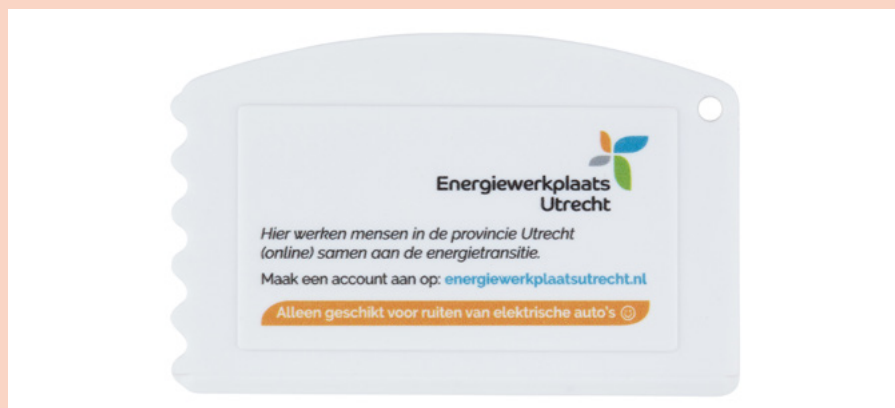 Energiewerkplaats
Utrecht
Hier werken mensen in de provincie Utrecht
(online) samen aan de energietransitie.
Maak een account aan op: energiewerkplaatsutrecht.nl
Alleen geschikt voor ruiten van elektrische auto's ☺